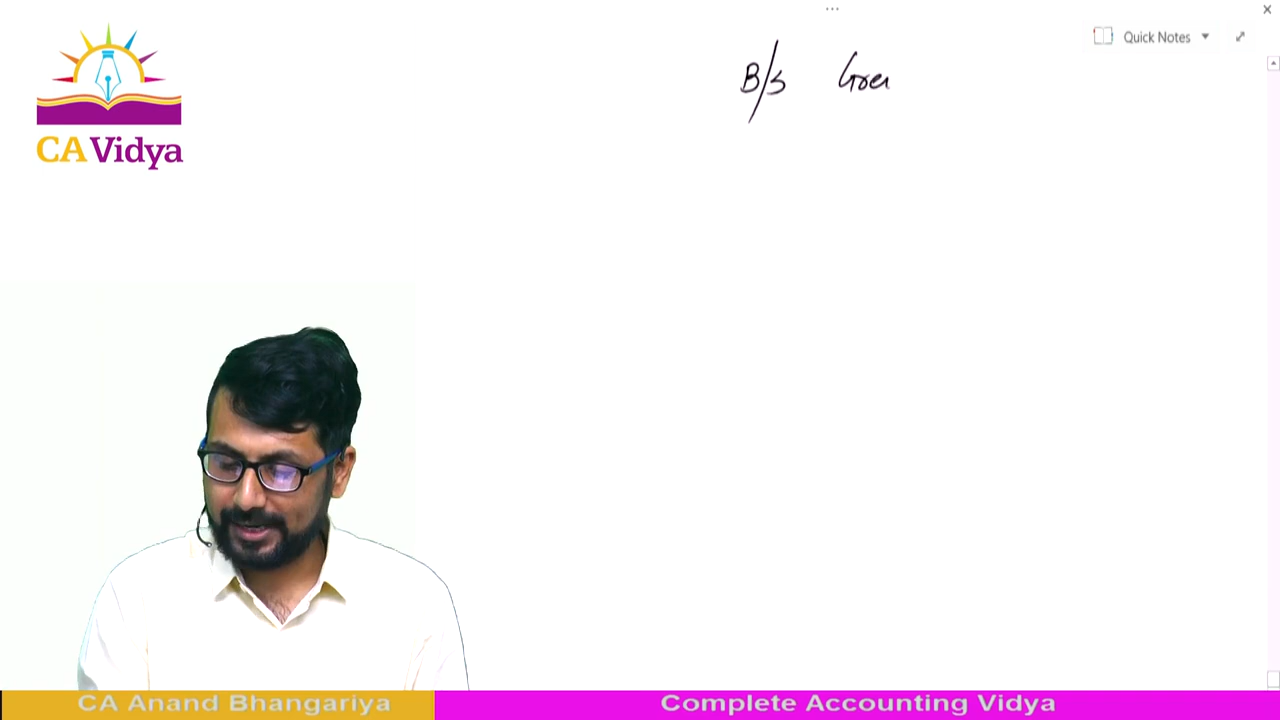 CA Vidya
Quick Notes
B/S
CA Anand Bhangariya
Complete Accounting Vidya